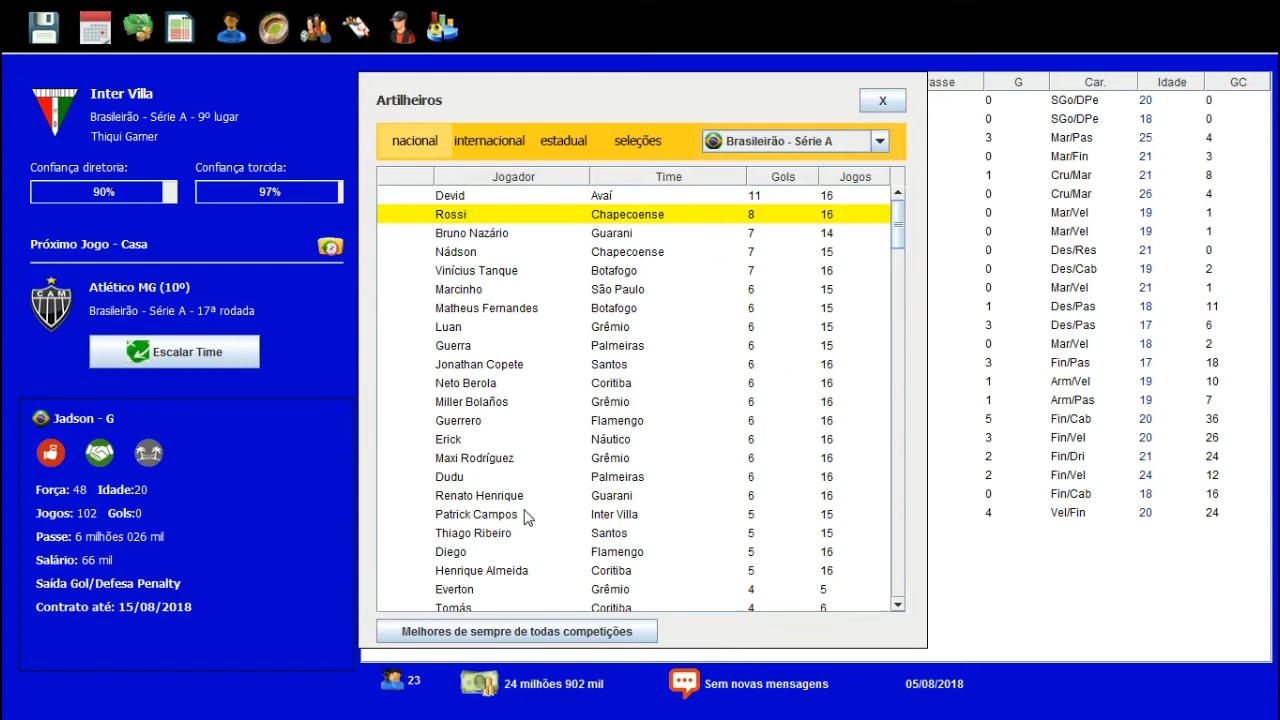 Inter Villa
Brasileirão - Série A - 9º lugar
Thiqui Gamer
Confiança diretoria:
Confiança torcida:
90%
97%
Próximo Jogo - Casa
CAM
Atlético MG (10º)
Brasileirão - Série A - 17ª rodada
Escalar Time
Jadson - G
Força: 48 Idade:20
Jogos: 102 Gols:0
Passe: 6 milhões 026 mil
Salário: 66 mil
Saída Gol/Defesa Penalty
Contrato até: 15/08/2018
Artilheiros
X
nacional internacional estadual seleções Brasileirão - Série A
Jogador Time Gols Jogos
Devid Avaí 11 16
Rossi Chapecoense 8 16
Bruno Nazário Guarani 7 14
Nádson Chapecoense 7 15
Vinícius Tanque Botafogo 7 16
Marcinho São Paulo 6 15
Matheus Fernandes Botafogo 6 15
Luan Grêmio 6 15
Guerra Palmeiras 6 15
Jonathan Copete Santos 6 16
Neto Berola Coritiba 6 16
Miller Bolaños Grêmio 6 16
Guerrero Flamengo 6 16
Erick Náutico 6 16
Maxi Rodríguez Grêmio 6 16
Dudu Palmeiras 6 16
Renato Henrique Guarani 6 16
Patrick Campos Inter Villa 5 15
Thiago Ribeiro Santos 5 15
Diego Flamengo 5 16
Henrique Almeida Coritiba 5 16
Everton Grêmio 4 5
Tomás Coritiba 4 6
Melhores de sempre de todas competições
asse G Car. Idade GC
0 SGo/DPe 20 0
0 SGo/DPe 18 0
3 Mar/Pas 25 4
0 Mar/Fin 21 3
1 Cru/Mar 21 8
0 Cru/Mar 26 4
0 Mar/Vel 19 1
0 Mar/Vel 19 1
0 Des/Res 21 0
0 Des/Cab 19 2
0 Mar/Vel 21 1
1 Des/Pas 18 11
3 Des/Pas 17 6
0 Mar/Vel 18 2
3 Fin/Pas 17 18
1 Arm/Vel 19 10
1 Arm/Pas 19 7
5 Fin/Cab 20 36
3 Fin/Vel 20 26
2 Fin/Dri 21 24
2 Fin/Vel 24 12
0 Fin/Cab 18 16
4 Vel/Fin 20 24
23
24 milhões 902 mil
Sem novas mensagens
05/08/2018